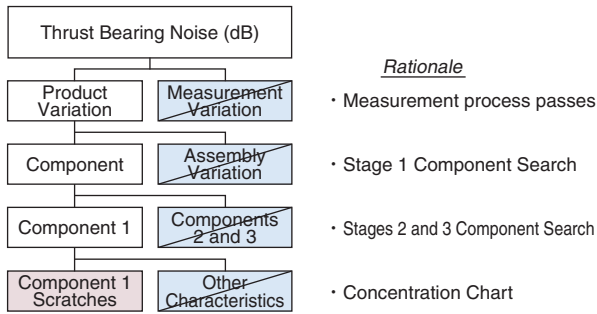 Thrust Bearing Noise (dB)
Rationale
Product
Variation
Measurement
Variation
· Measurement process passes
Component
Assembly
Variation
· Stage 1 Component Search
Component 1
Components
2 and 3
· Stages 2 and 3 Component Search
Component 1
Scratches
Other
Characteristics
· Concentration Chart